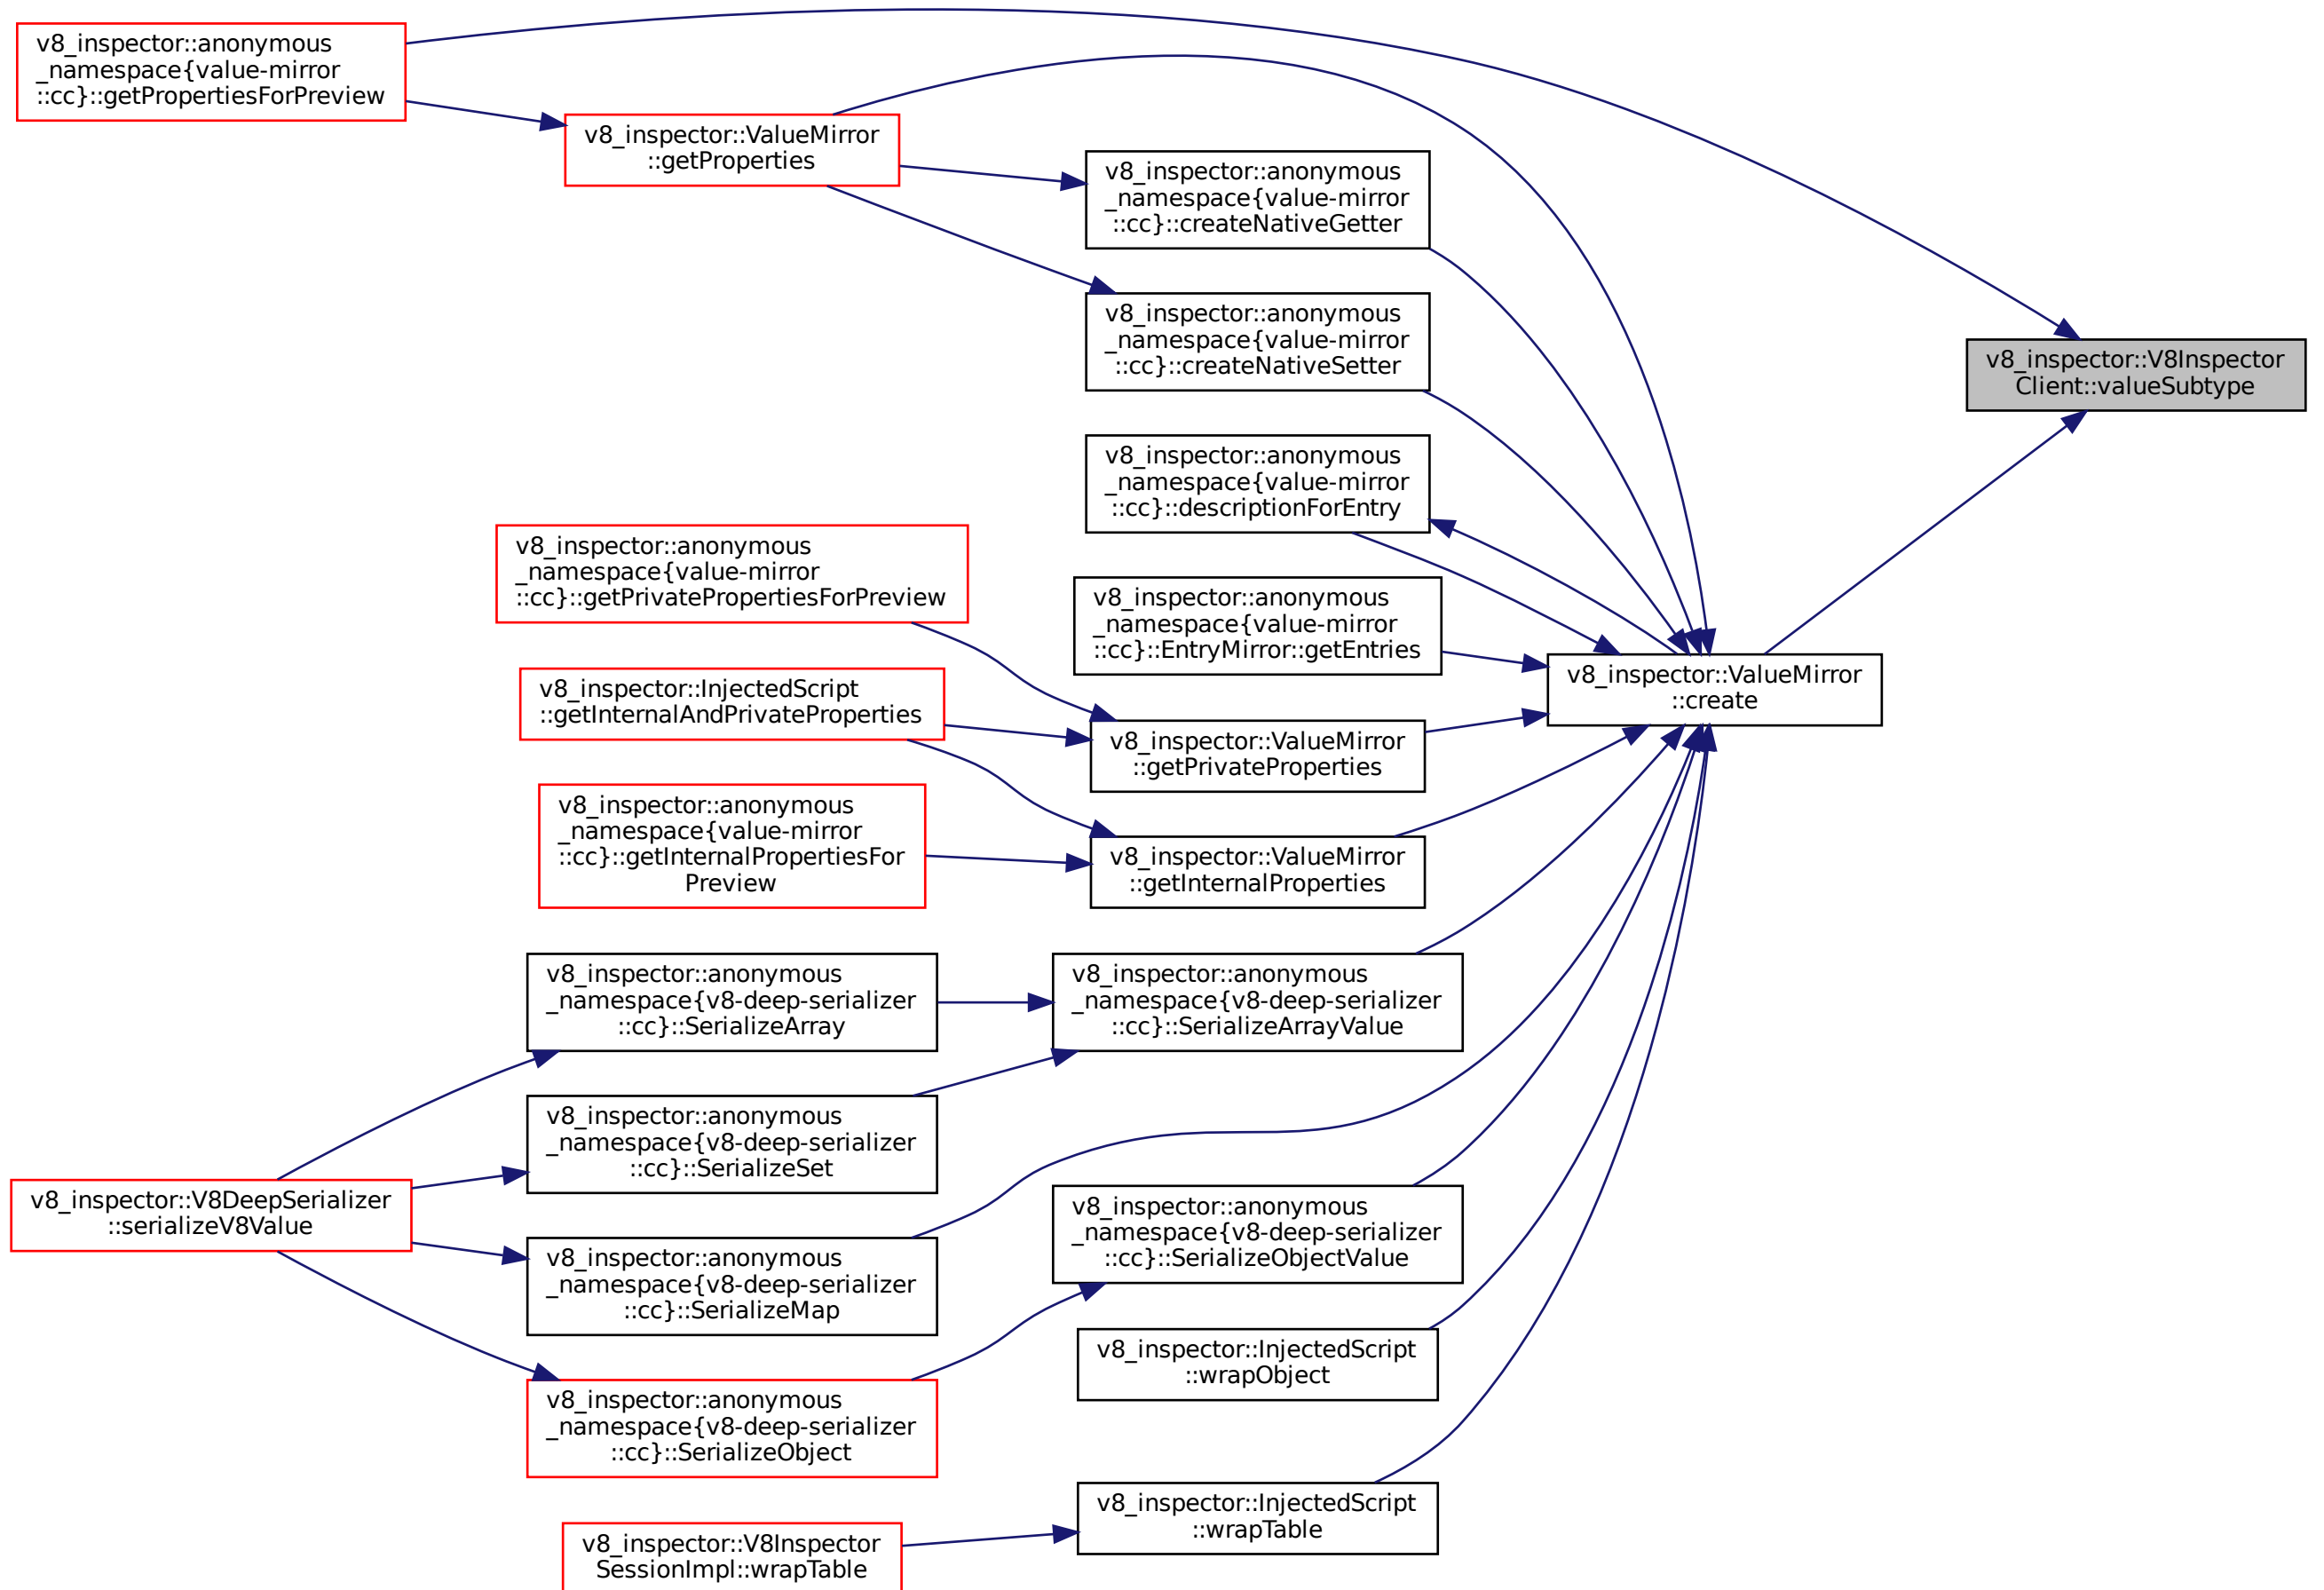 v8_inspector::anonymous
_namespace{value-mirror
::cc}::getPropertiesForPreview
v8_inspector::ValueMirror
::getProperties
v8_inspector::anonymous
_namespace{value-mirror
::cc}::createNativeGetter
v8_inspector::anonymous
_namespace{value-mirror
::cc}::createNativeSetter
v8_inspector::V8Inspector
Client::valueSubtype
v8_inspector::anonymous
_namespace{value-mirror
::cc}::descriptionForEntry
v8_inspector::anonymous
_namespace{value-mirror
::cc}::getPrivatePropertiesForPreview
v8_inspector::anonymous
_namespace{value-mirror
::cc}::EntryMirror::getEntries
v8_inspector::InjectedScript
::getInternalAndPrivateProperties
v8_inspector::ValueMirror
::create
v8_inspector::ValueMirror
::getPrivateProperties
v8_inspector::anonymous
_namespace{value-mirror
::cc}::getInternalPropertiesFor
Preview
v8_inspector::ValueMirror
::getInternalProperties
v8_inspector::anonymous
_namespace{v8-deep-serializer
::cc}::SerializeArray
v8_inspector::anonymous
_namespace{v8-deep-serializer
::cc}::SerializeArrayValue
v8_inspector::anonymous
_namespace{v8-deep-serializer
::cc}::SerializeSet
v8_inspector::V8DeepSerializer
::serializeV8Value
v8_inspector::anonymous
_namespace{v8-deep-serializer
::cc}::SerializeObjectValue
v8_inspector::anonymous
_namespace{v8-deep-serializer
::cc}::SerializeMap
v8_inspector::InjectedScript
::wrapObject
v8_inspector::anonymous
_namespace{v8-deep-serializer
::cc}::SerializeObject
v8_inspector::InjectedScript
::wrapTable
v8_inspector::V8Inspector
SessionImpl::wrapTable